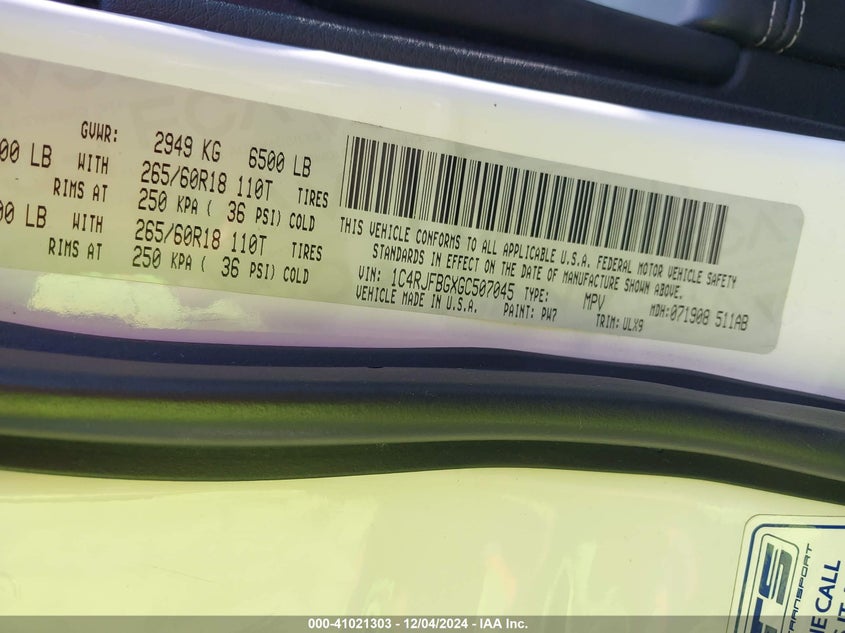 GVWR: 2949 KG 6500 LB
00 LB WITH 265/60R18 110T TIRES
RIMS AT 250 KPA ( 36 PSI) COLD
00 LB WITH 265/60R18 110T TIRES
RIMS AT 250 KPA ( 36 PSI) COLD
THIS VEHICLE CONFORMS TO ALL APPLICABLE U.S.A. FEDERAL MOTOR VEHICLE SAFETY
STANDARDS IN EFFECT ON THE DATE OF MANUFACTURE SHOWN ABOVE.
VIN: 1C4RJFBGXGC507045 TYPE: MPV MDH:071908 511AB
VEHICLE MADE IN U.S.A. PAINT: PW7 TRIM: ULX9
TS
TRANSPORT
NE CALL
000-41021303 - 12/04/2024 - IAA Inc.